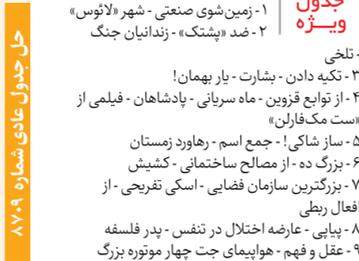 جدول
ویـــژه
۱ - زمین‌شوی صنعتی - شهر «لائوس»
۲ - ضد «پشتک» - زندانیان جنگ
- تلخی
۳ - تکیه دادن - بشارت - یار بهمان!
۴ - از توابع قزوین - ماه سریانی - پادشاهان - فیلمی از
«ست مک‌فارلن»
۵ - ساز شاکی! - جمع اسم - رهاورد زمستان
۶ - بزرگ ده - از مصالح ساختمانی - کشیش
۷ - بزرگترین سازمان فضایی - اسکی تفریحی - از
افعال ربطی
۸ - پیاپی - عارضه اختلال در تنفس - پدر فلسفه
۹ - عقل و فهم - هواپیمای جت چهار موتوره بزرگ
حل جدول عادی شماره ۸۷۰۹